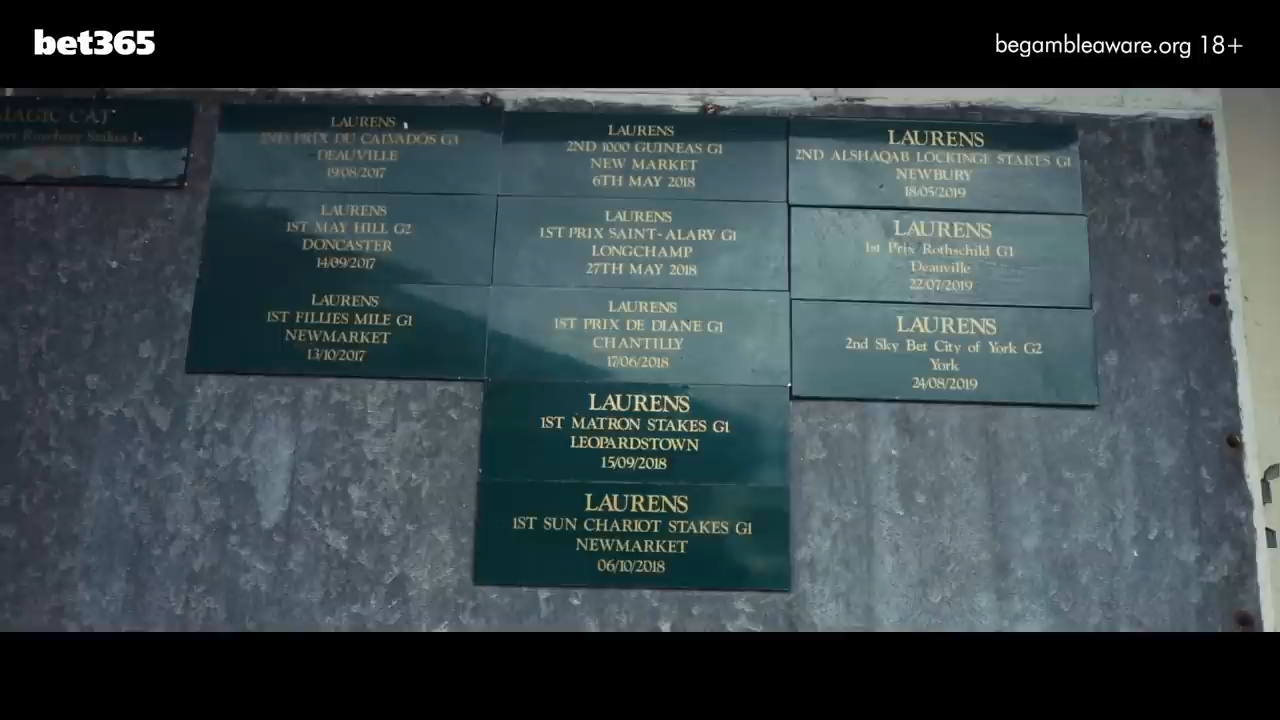 bet365
begambleaware.org 18+
MAGIC CAT
Rosebery Stakes
LAURENS
2ND PRIX DU CALVADOS G3
DEAUVILLE
19/08/2017
LAURENS
1ST MAY HILL G2
DONCASTER
14/09/2017
LAURENS
1ST FILLIES MILE G1
NEWMARKET
13/10/2017
LAURENS
2ND 1000 GUINEAS G1
NEW MARKET
6TH MAY 2018
LAURENS
1ST PRIX SAINT-ALARY G1
LONGCHAMP
27TH MAY 2018
LAURENS
1ST PRIX DE DIANE G1
CHANTILLY
17/06/2018
LAURENS
1ST MATRON STAKES G1
LEOPARDSTOWN
15/09/2018
LAURENS
1ST SUN CHARIOT STAKES G1
NEWMARKET
06/10/2018
LAURENS
2ND ALSHAQAB LOCKINGE STAKES G1
NEWBURY
18/05/2019
LAURENS
1st Prix Rothschild G1
Deauville
22/07/2019
LAURENS
2nd Sky Bet City of York G2
York
24/08/2019